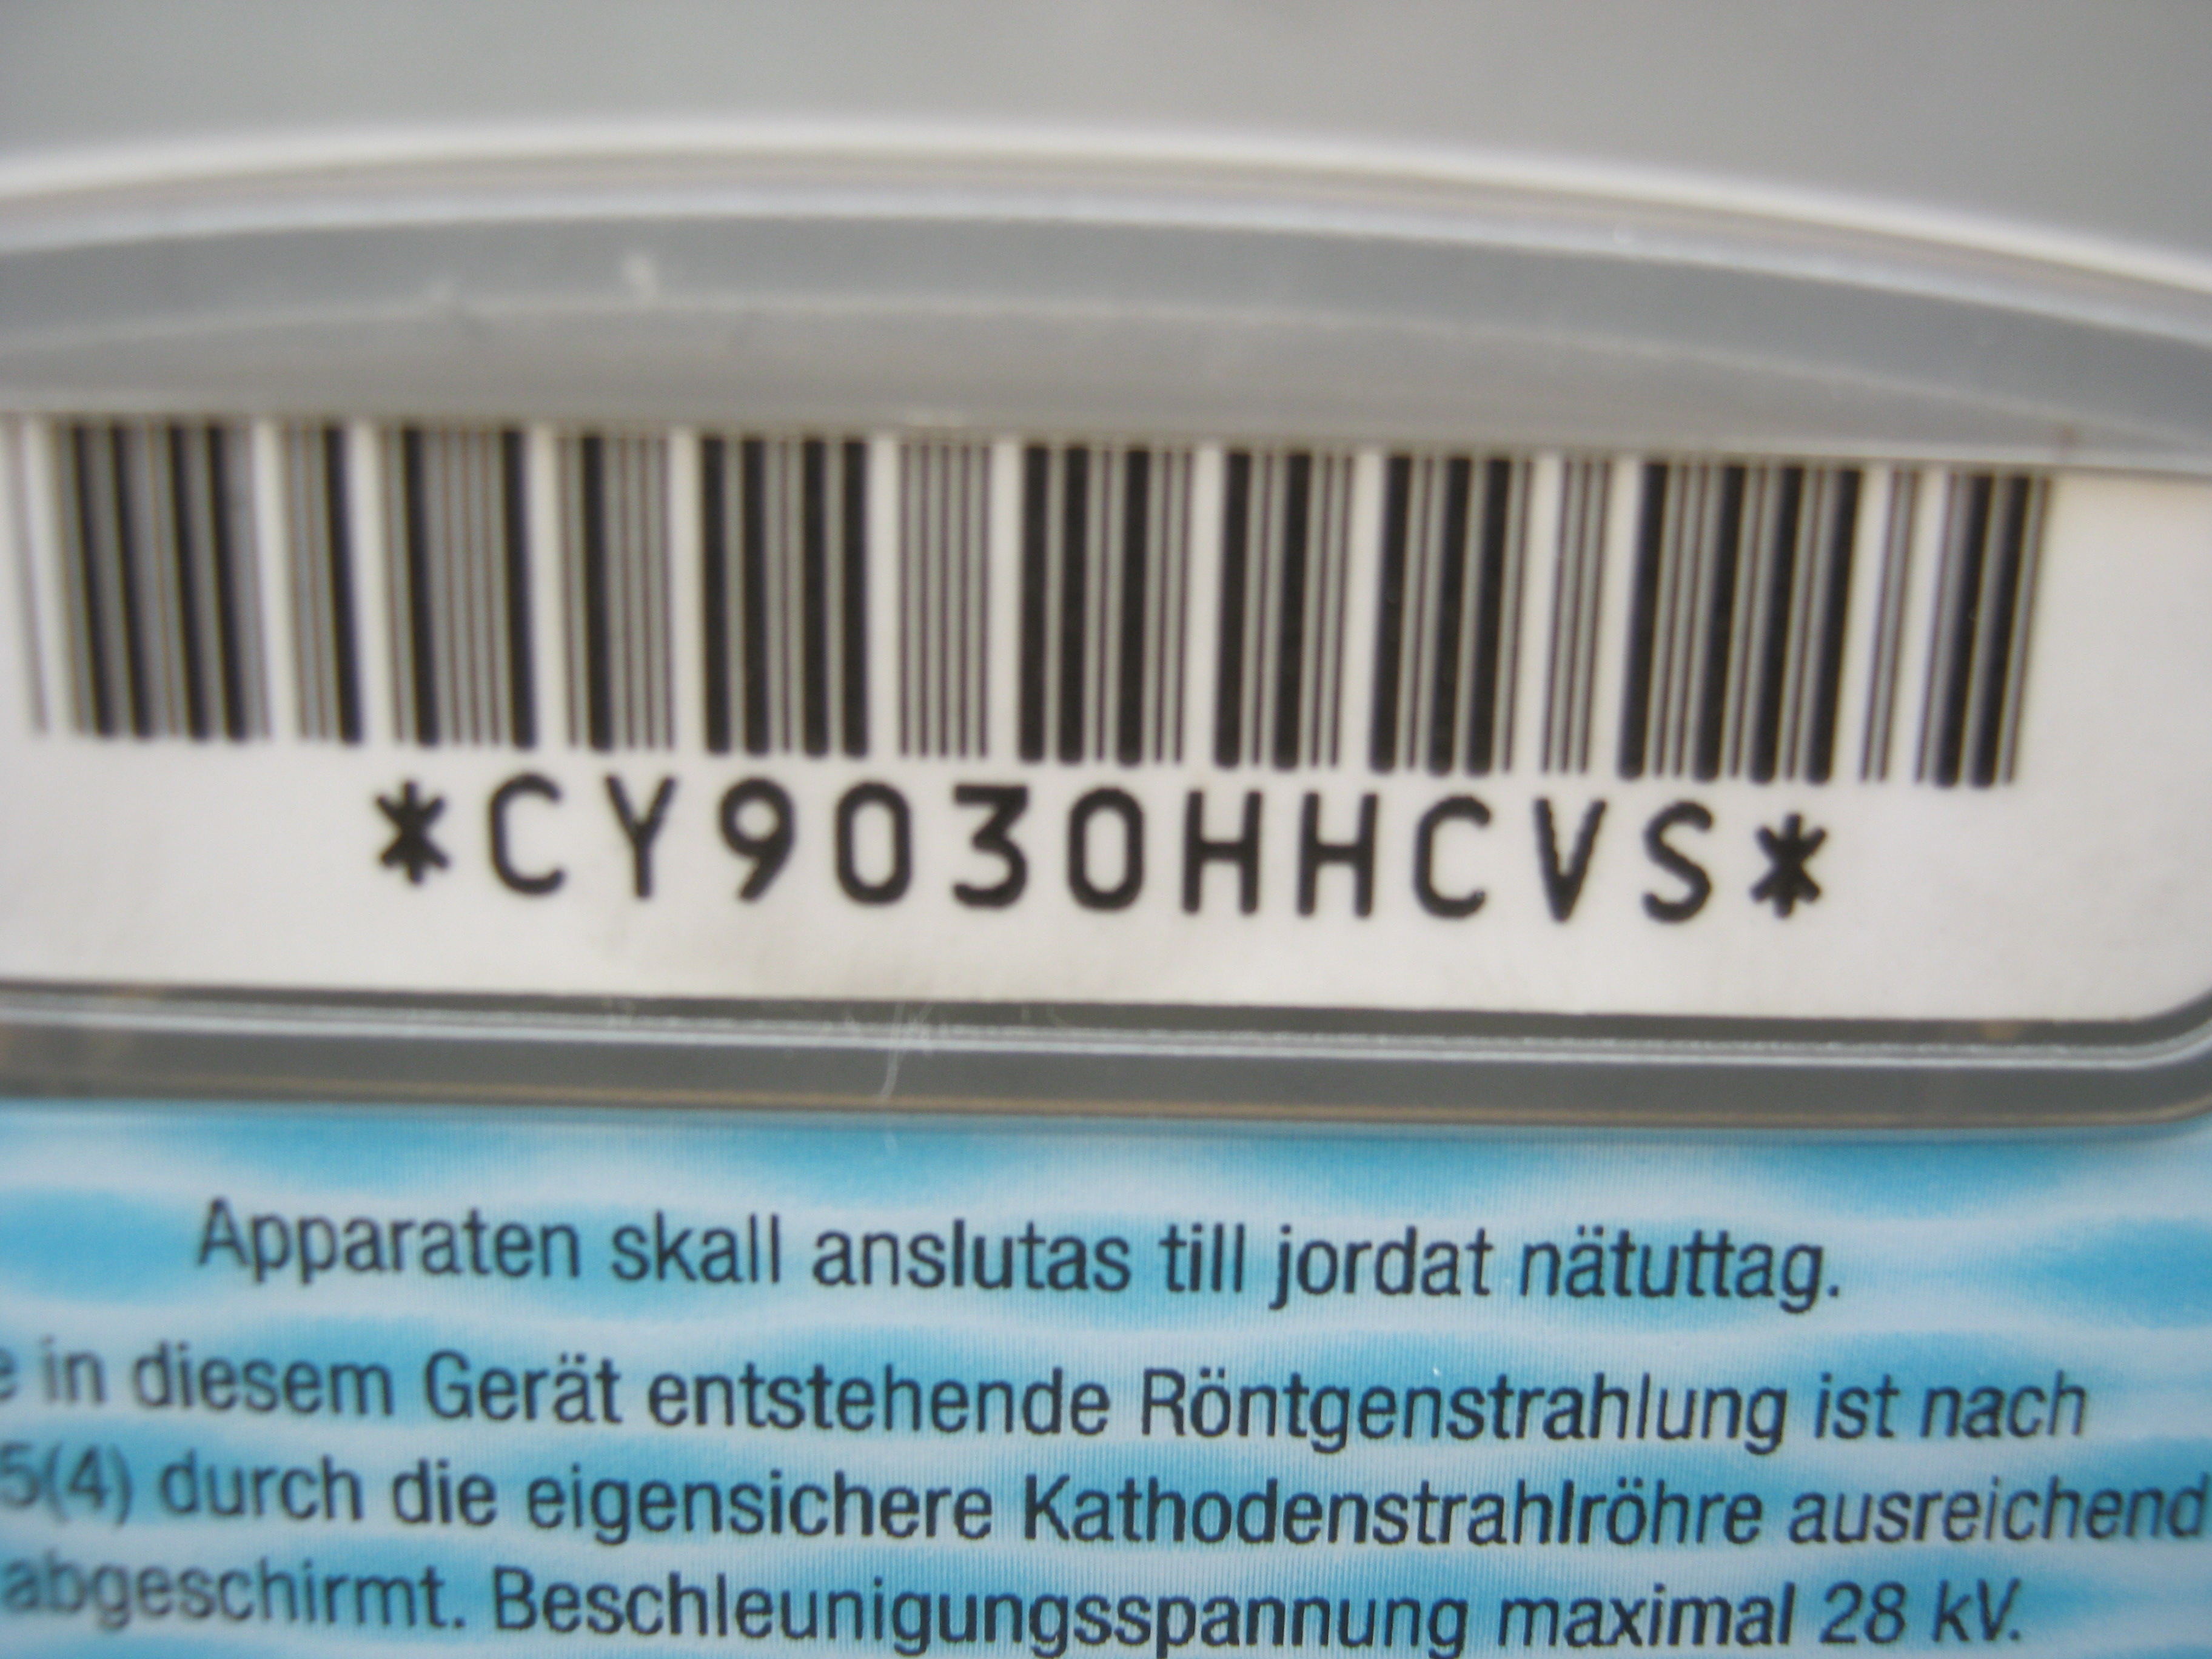 *CY9030HHCVS*
Apparaten skall anslutas till jordat nätuttag.
in diesem Gerät entstehende Röntgenstrahlung ist nach
5(4) durch die eigensichere Kathodenstrahlröhre ausreichend
abgeschirmt. Beschleunigungsspannung maximal 28 kV.